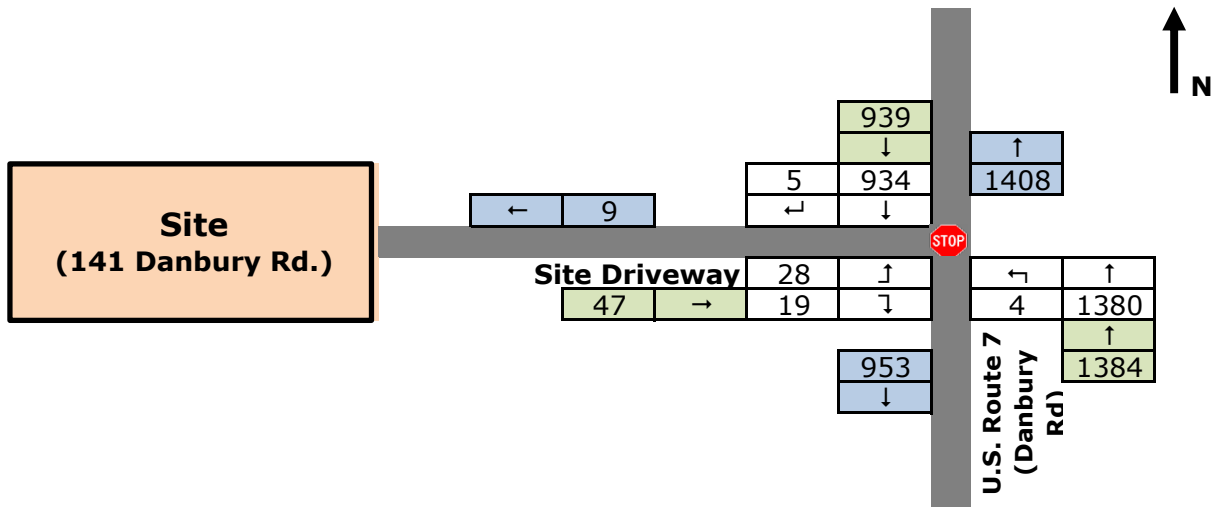 N
939
↓
↑
5 934
1408
Site
← 9
↵ ↓
(141 Danbury Rd.)
STOP
Site Driveway 28 ⮥ ↰ ↑
47 → 19 ⮧ 4 1380
↑
953
1384
↓
U.S. Route 7
(Danbury
Rd)